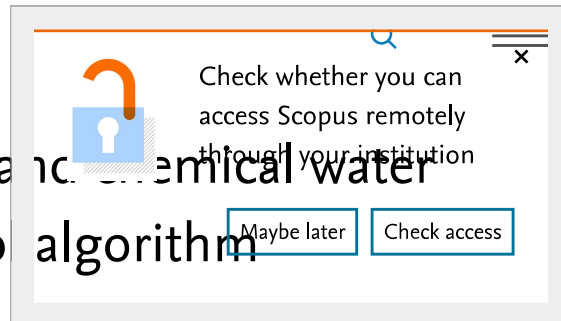 ×
Check whether you can
access Scopus remotely
through your institution
and chemical water
algorithm
Maybe later
Check access